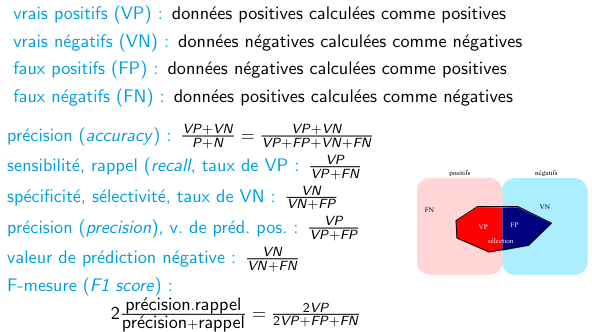 vrais positifs (VP) : données positives calculées comme positives
vrais négatifs (VN) : données négatives calculées comme négatives
faux positifs (FP) : données négatives calculées comme positives
faux négatifs (FN) : données positives calculées comme négatives
précision (accuracy) : \frac{VP+VN}{P+N} = \frac{VP+VN}{VP+FP+VN+FN}
sensibilité, rappel (recall, taux de VP : \frac{VP}{VP+FN}
spécificité, sélectivité, taux de VN : \frac{VN}{VN+FP}
précision (precision), v. de préd. pos. : \frac{VP}{VP+FP}
valeur de prédiction négative : \frac{VN}{VN+FN}
F-mesure (F1 score) :
2\frac{précision.rappel}{précision+rappel} = \frac{2VP}{2VP+FP+FN}
positifs négatifs
FN VN
VP FP
sélection